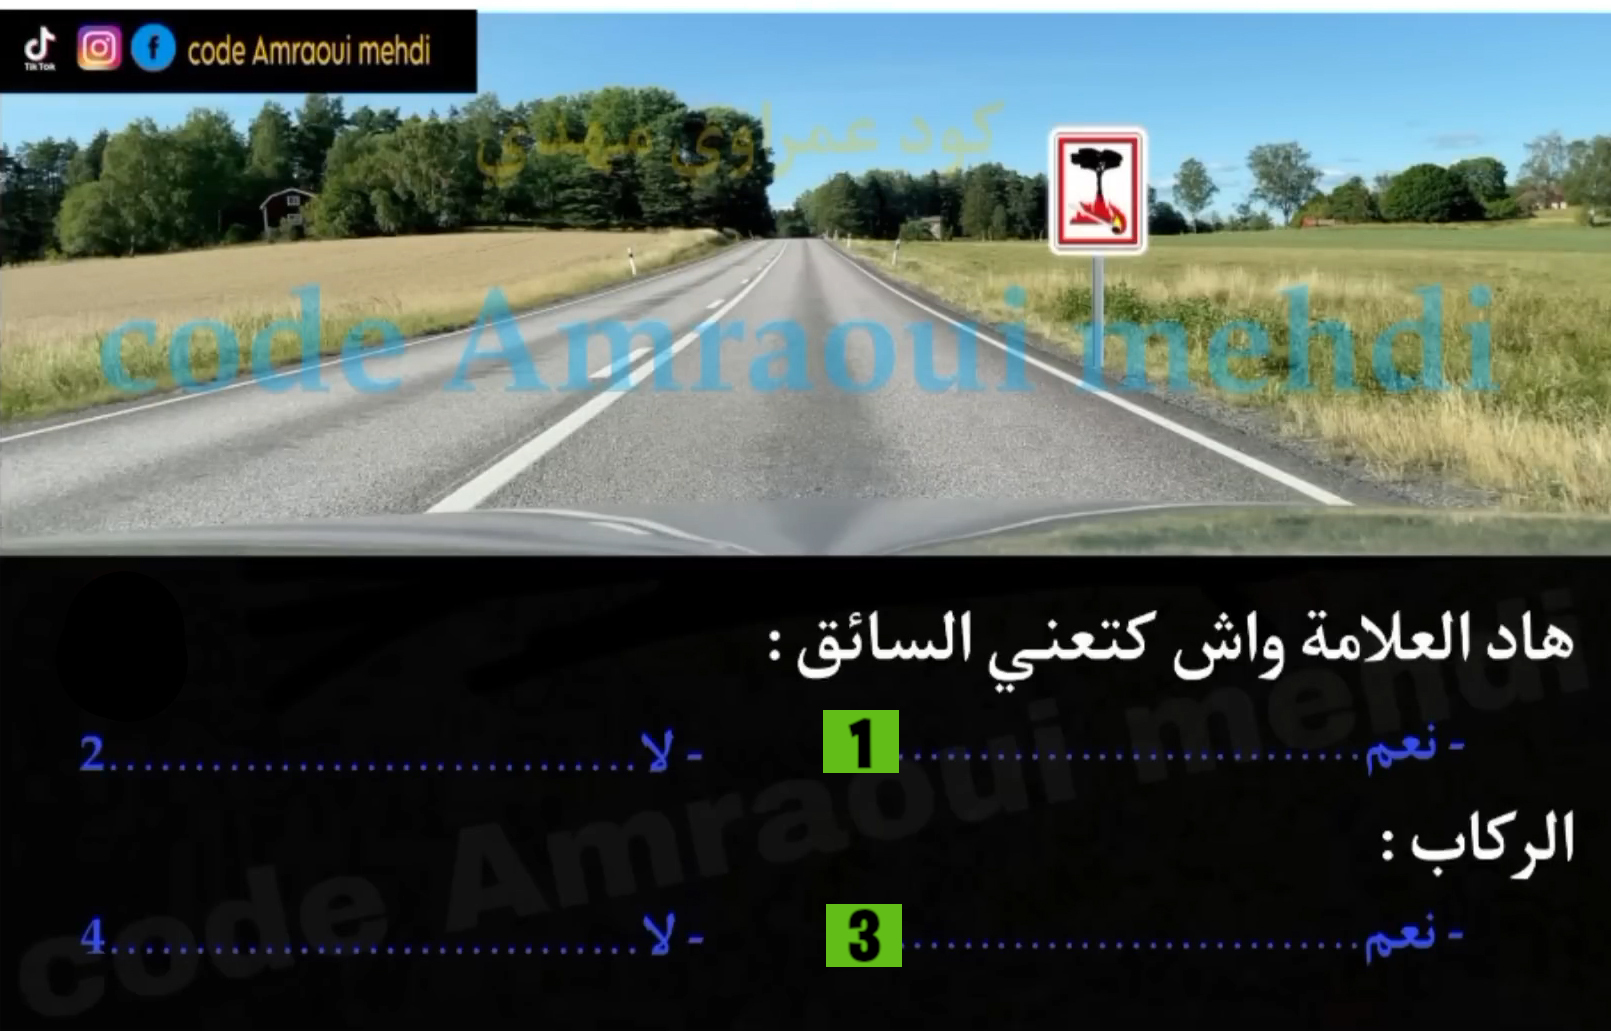 TikTok
code Amraoui mehdi
كود عمراوي مهدي
code Amraoui mehdi
هاد العلامة واش كتعني السائق :
- نعم..............................1
- لا..............................2
الركاب :
- نعم..............................3
- لا..............................4
code Amraoui mehdi